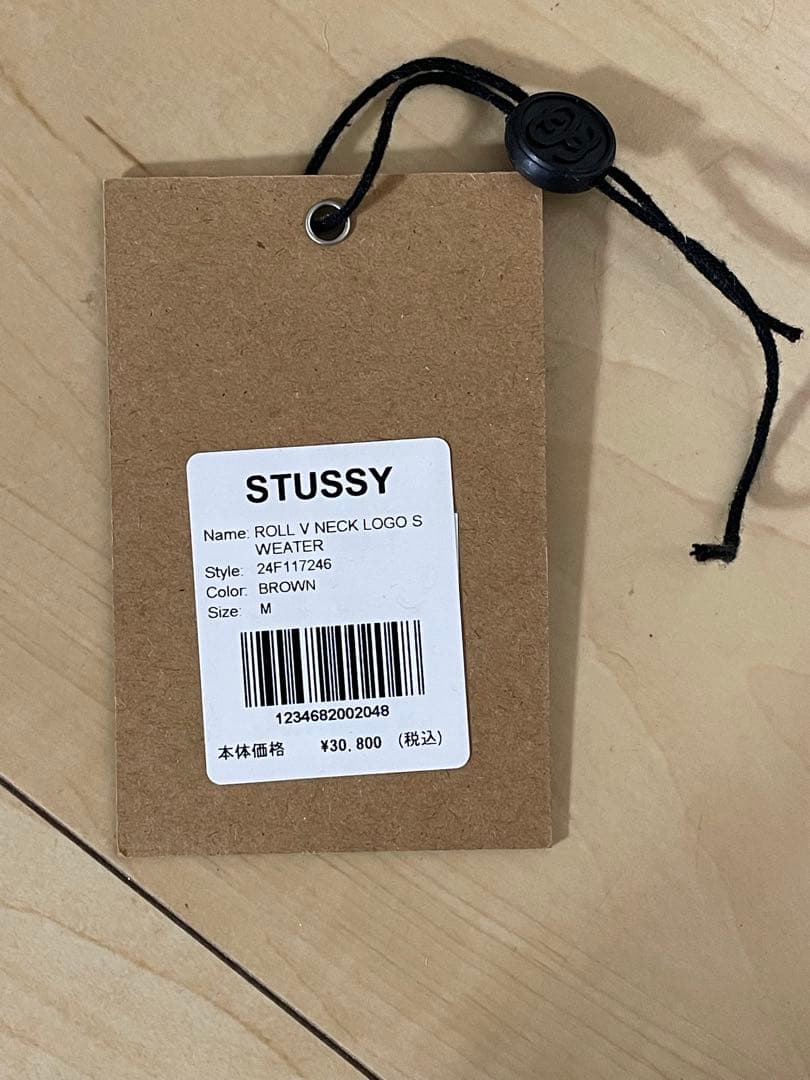 STUSSY
Name: ROLL V NECK LOGO S
WEATER
Style: 24F117246
Color: BROWN
Size: M
1234682002048
本体価格 ¥30,800 (税込)